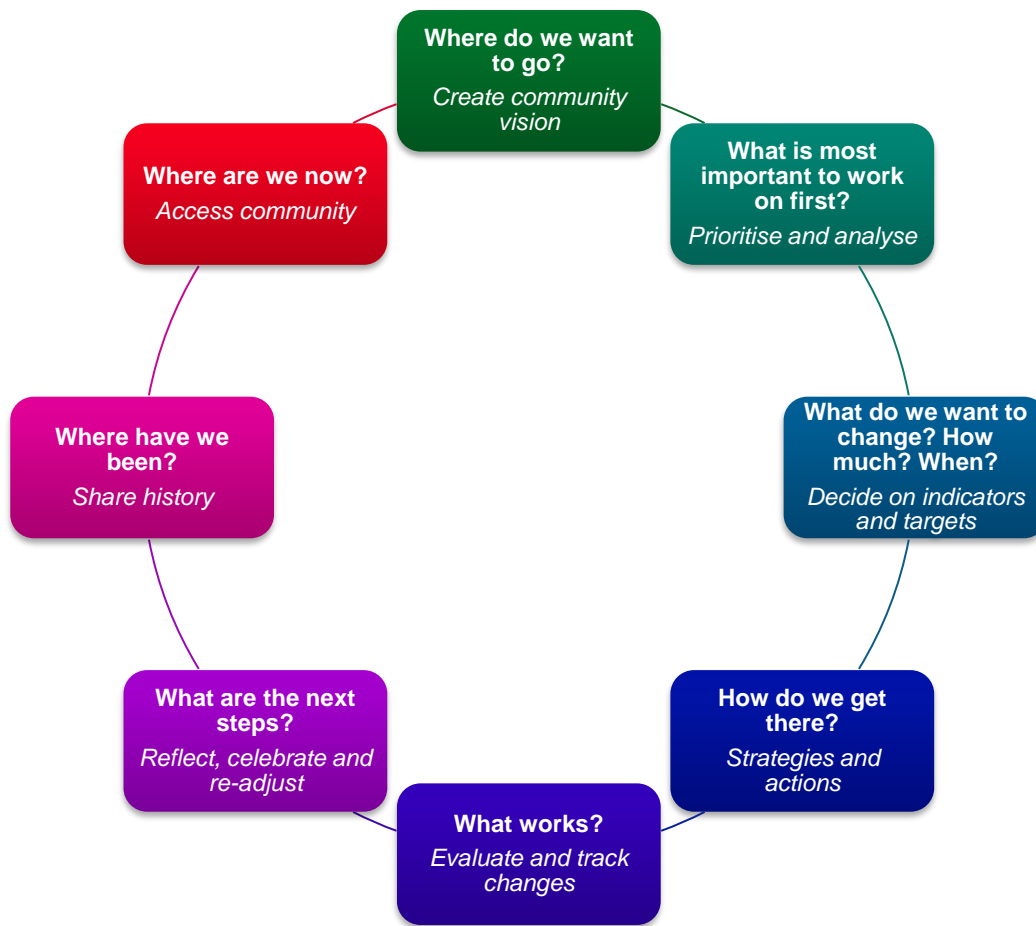 Where do we want
to go?
Create community
vision
What is most
important to work
on first?
Prioritise and analyse
What do we want to
change? How
much? When?
Decide on indicators
and targets
How do we get
there?
Strategies and
actions
What works?
Evaluate and track
changes
What are the next
steps?
Reflect, celebrate and
re-adjust
Where have we
been?
Share history
Where are we now?
Access community